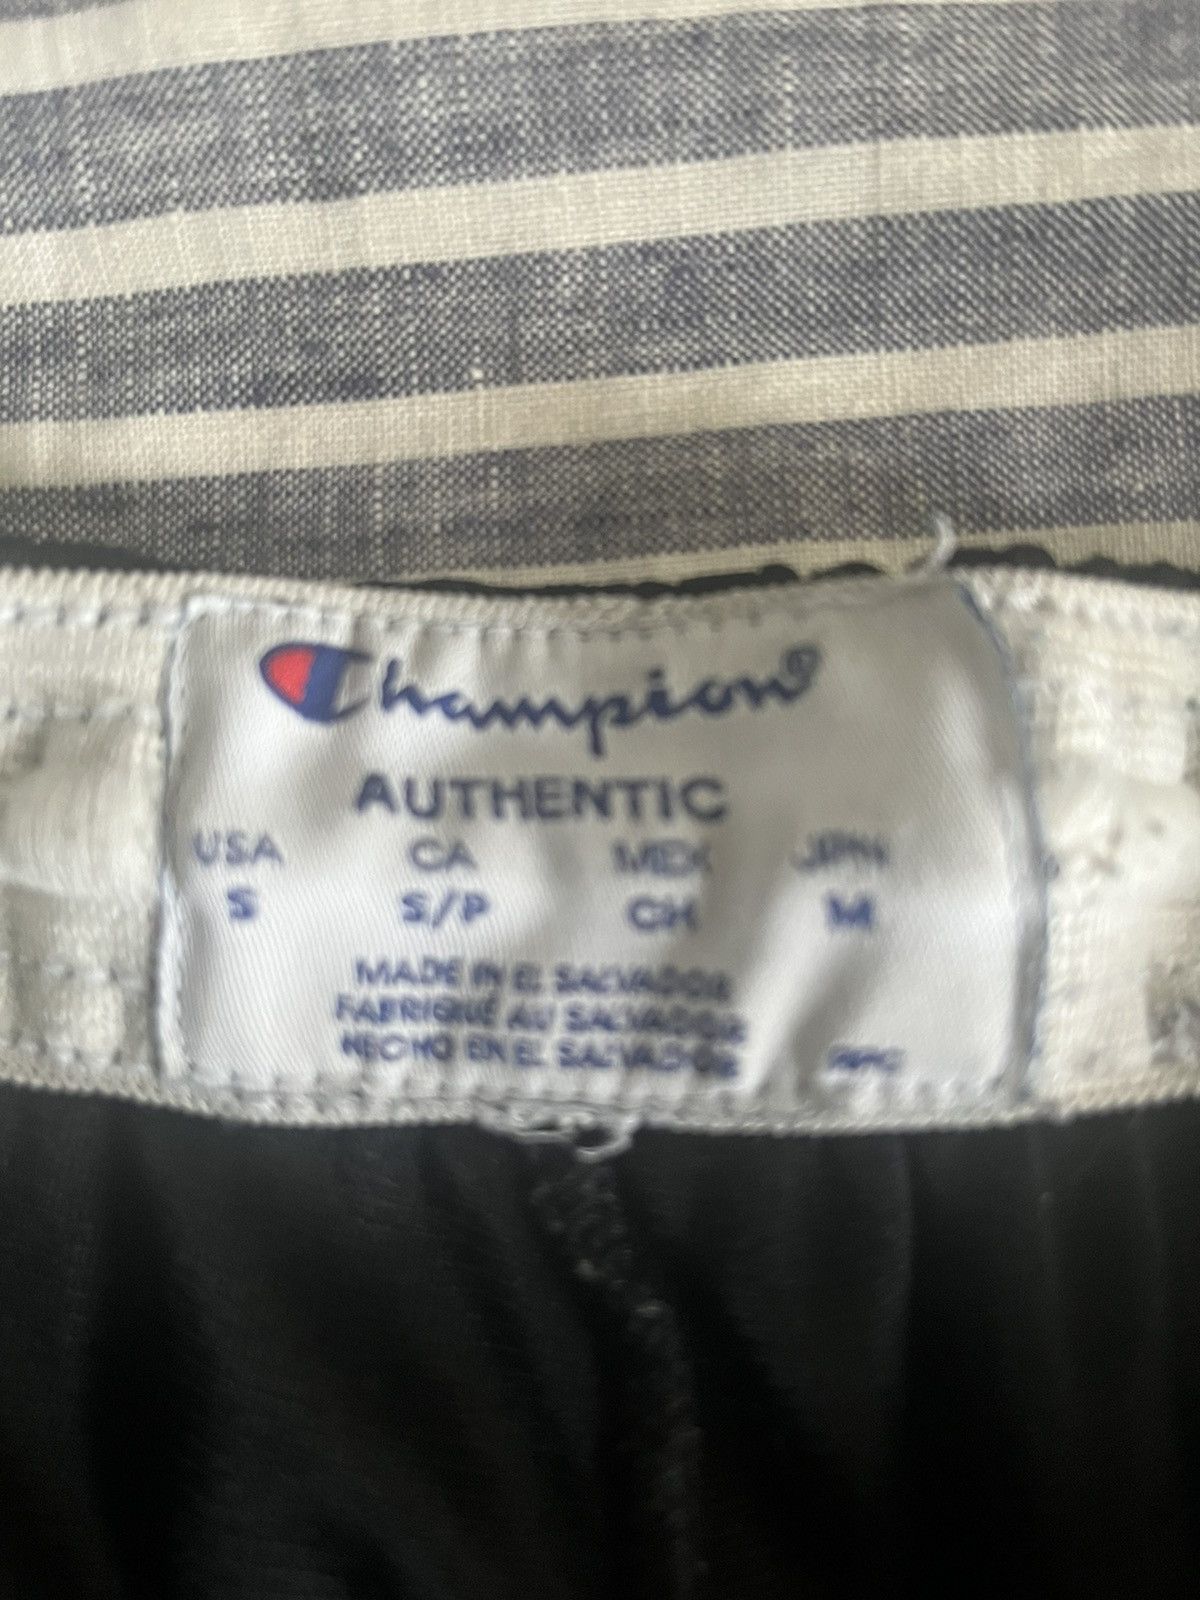 Champion®
AUTHENTIC
USA CA MEX JPN
S S/P CH M
MADE IN EL SALVADOR
FABRIQUÉ AU SALVADOR
HECHO EN EL SALVADOR